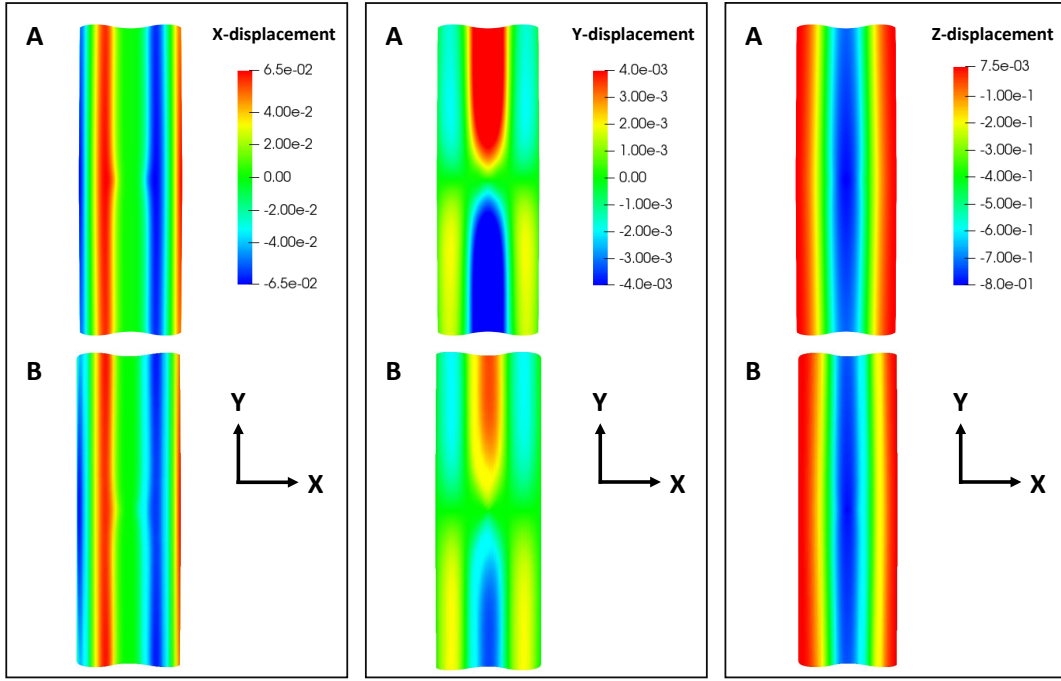 A
X-displacement
6.5e-02
4.00e-2
2.00e-2
0.00
-2.00e-2
-4.00e-2
-6.5e-02
B
Y
X
A
Y-displacement
4.0e-03
3.00e-3
2.00e-3
1.00e-3
0.00
-1.00e-3
-2.00e-3
-3.00e-3
-4.0e-03
B
Y
X
A
Z-displacement
7.5e-03
-1.00e-1
-2.00e-1
-4.00e-1
-5.00e-1
-6.00e-1
-7.00e-1
-8.0e-01
B
Y
X